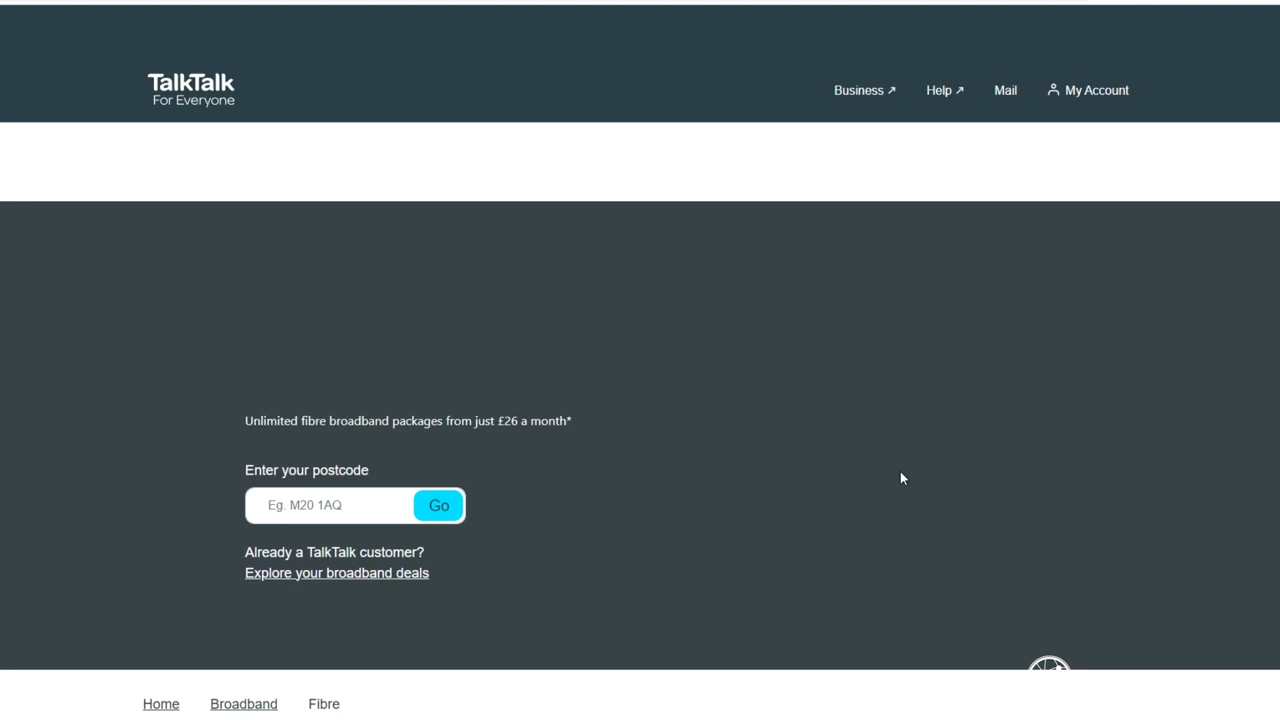 TalkTalk
For Everyone
Business
Help
Mail
My Account
Unlimited fibre broadband packages from just £26 a month*
Enter your postcode
Eg. M20 1AQ
Go
Already a TalkTalk customer?
Explore your broadband deals
Home
Broadband
Fibre